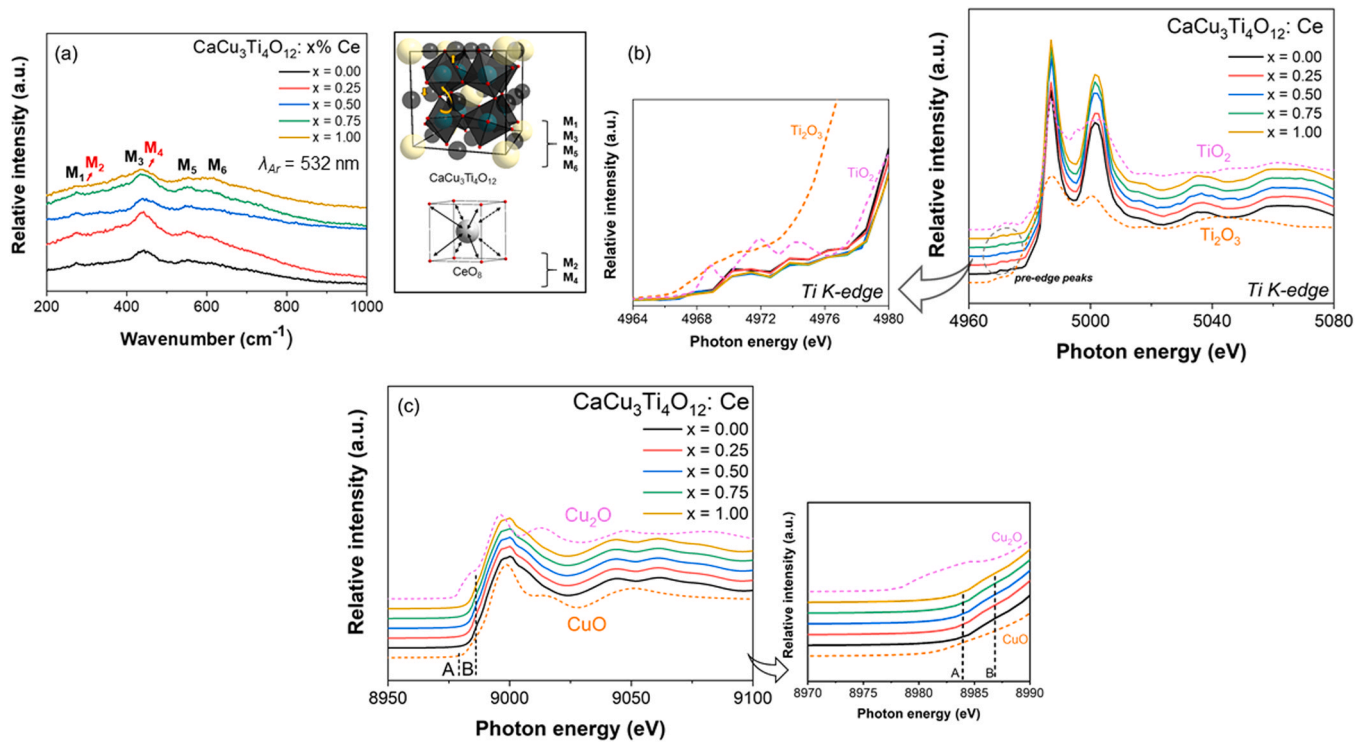 (a)
CaCu3Ti4O12: x% Ce
x = 0.00
x = 0.25
x = 0.50
x = 0.75
x = 1.00
λAr = 532 nm
M1
M2
M3
M4
M5
M6
Relative intensity (a.u.)
200 400 600 800 1000
Wavenumber (cm-1)
CaCu3Ti4O12
M1
M3
M5
M6
CeO8
M2
M4
(b)
Ti2O3
TiO2
Ti K-edge
Relative intensity (a.u.)
4964 4968 4972 4976 4980
Photon energy (eV)
CaCu3Ti4O12: Ce
x = 0.00
x = 0.25
x = 0.50
x = 0.75
x = 1.00
TiO2
Ti2O3
pre-edge peaks
Ti K-edge
Relative intensity (a.u.)
4960 5000 5040 5080
Photon energy (eV)
(c)
CaCu3Ti4O12: Ce
x = 0.00
x = 0.25
x = 0.50
x = 0.75
x = 1.00
Cu2O
CuO
A B
Relative intensity (a.u.)
8950 9000 9050 9100
Photon energy (eV)
Cu2O
CuO
A B
Relative intensity (a.u.)
8970 8975 8980 8985 8990
Photon energy (eV)